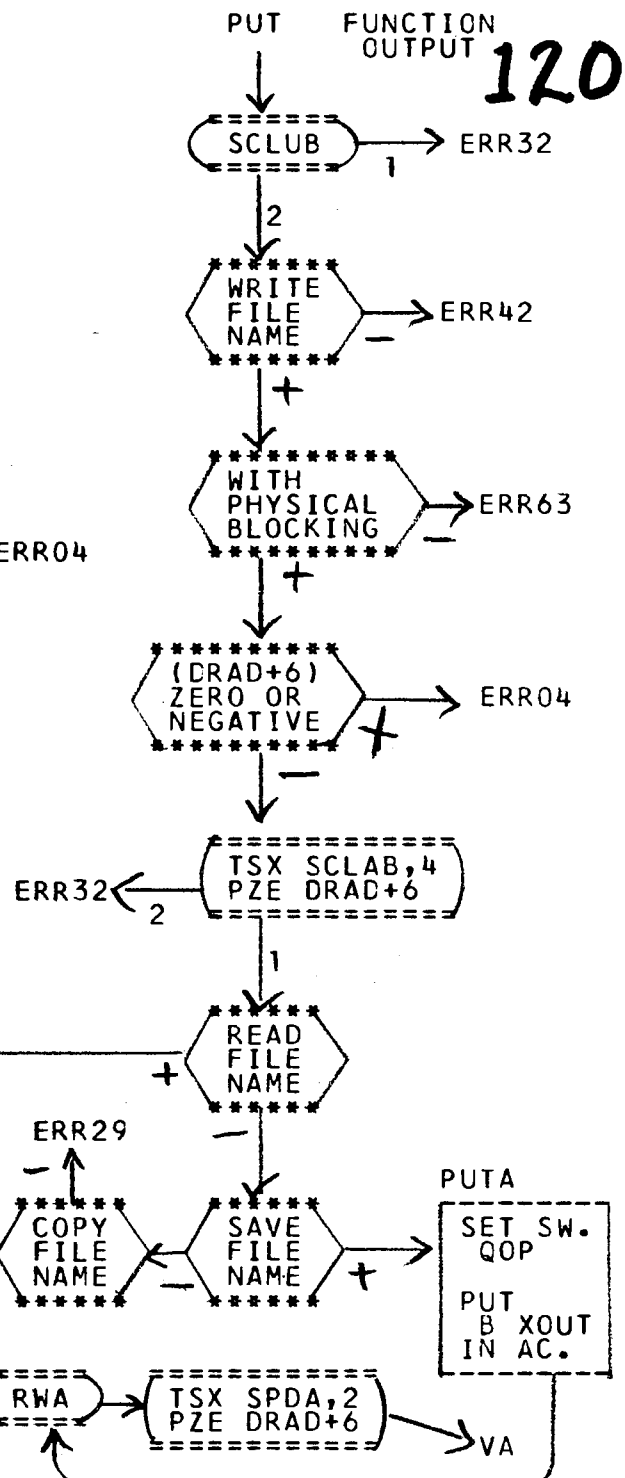 PUT FUNCTION
OUTPUT 120
SCLUB
ERR32
1
2
WRITE
FILE
NAME
ERR42
−
+
WITH
PHYSICAL
BLOCKING
ERR63
−
+
ERR04
(DRAD+6)
ZERO OR
NEGATIVE
ERR04
+
−
TSX SCLAB,4
PZE DRAD+6
ERR32
2
1
READ
FILE
NAME
+
−
ERR29
−
COPY
FILE
NAME
−
SAVE
FILE
NAME
+
PUTA
SET SW.
QOP
PUT
B XOUT
IN AC.
RWA
TSX SPDA,2
PZE DRAD+6
VA